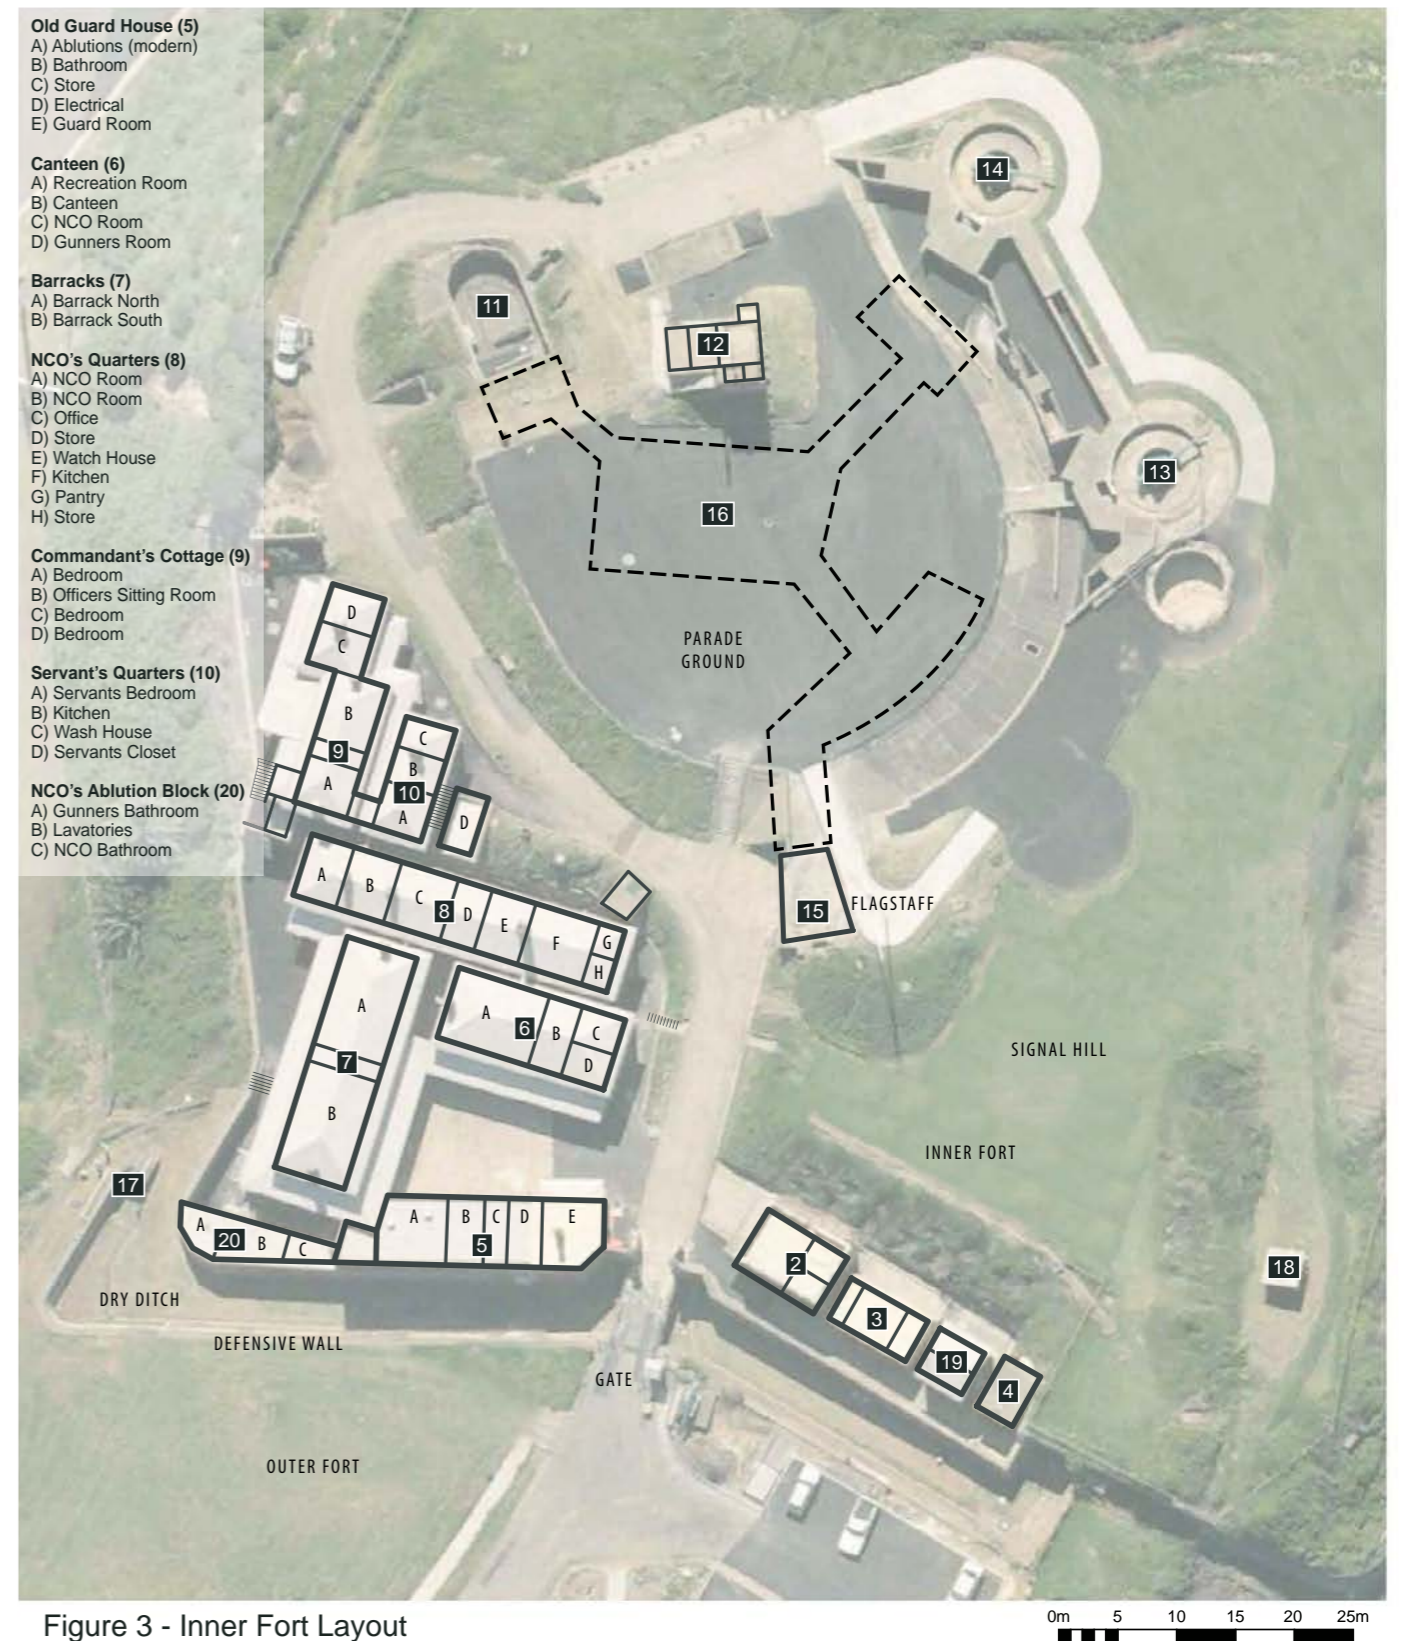 Old Guard House (5)
A) Ablutions (modern)
B) Bathroom
C) Store
D) Electrical
E) Guard Room
Canteen (6)
A) Recreation Room
B) Canteen
C) NCO Room
D) Gunners Room
Barracks (7)
A) Barrack North
B) Barrack South
NCO's Quarters (8)
A) NCO Room
B) NCO Room
C) Office
D) Store
E) Watch House
F) Kitchen
G) Pantry
H) Store
Commandant's Cottage (9)
A) Bedroom
B) Officers Sitting Room
C) Bedroom
D) Bedroom
Servant's Quarters (10)
A) Servants Bedroom
B) Kitchen
C) Wash House
D) Servants Closet
NCO's Ablution Block (20)
A) Gunners Bathroom
B) Lavatories
C) NCO Bathroom
14
11
12
13
16
PARADE
GROUND
D
C
B
9
A
C
B
10
A
D
A
B
C
8
D
E
F
G
H
15
FLAGSTAFF
A
6
B
C
D
A
7
B
SIGNAL HILL
INNER FORT
17
A
20
B
C
A
B
C
D
E
5
2
3
19
4
18
DRY DITCH
DEFENSIVE WALL
GATE
OUTER FORT
Figure 3 - Inner Fort Layout
0m 5 10 15 20 25m